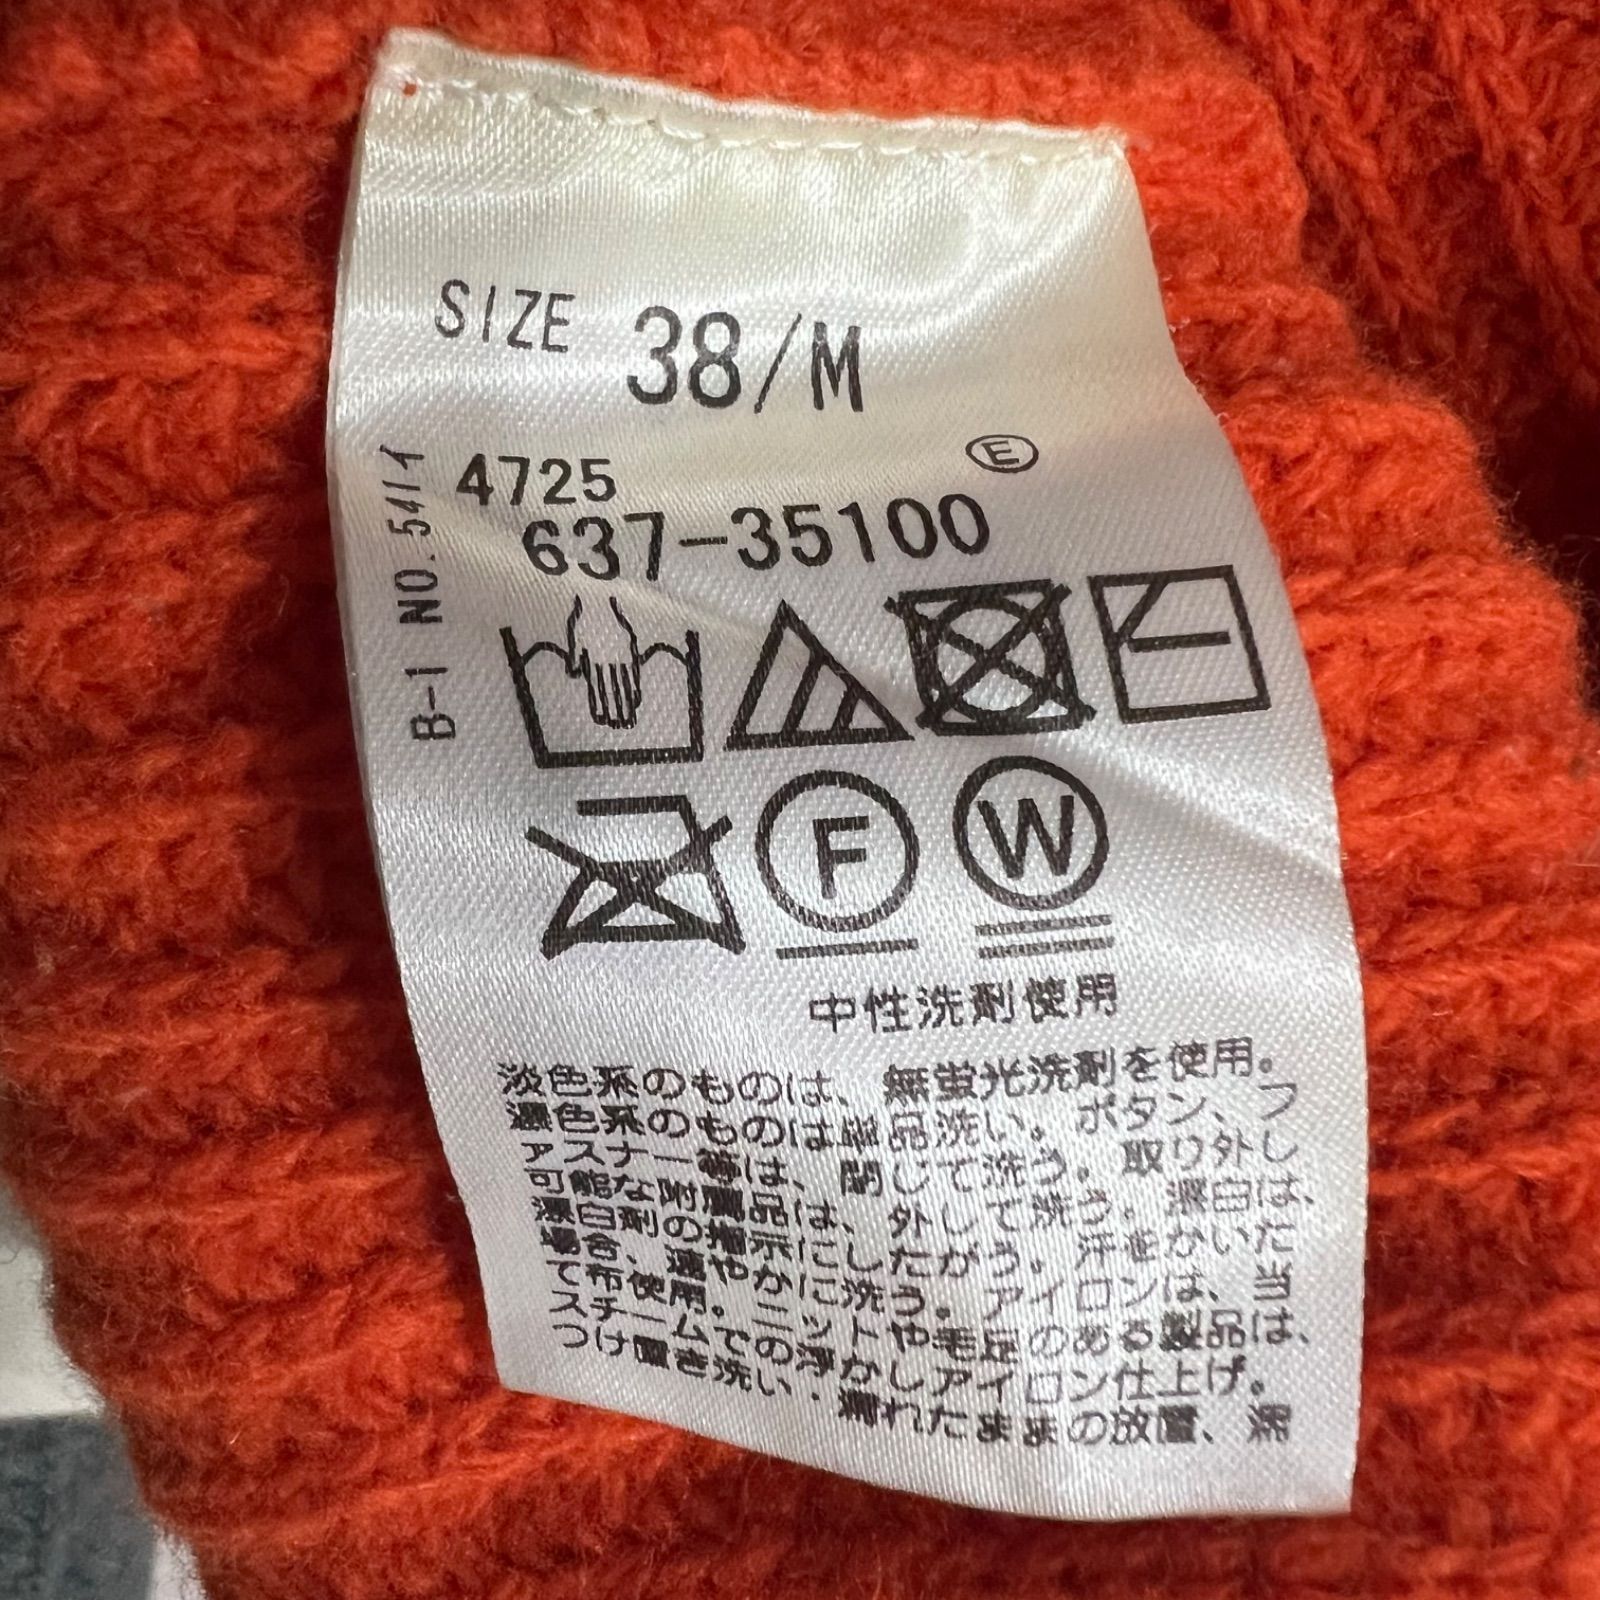 SIZE 38/M
4725
Ⓔ
637-35100
B-1 NO.541-1
F
W
中性洗剤使用
淡色系のものは、無蛍光洗剤を使用。
濃色系のものは単品洗い。ボタン、フ
ァスナー等は、閉じて洗う。取り外し
可能な附属品は、外して洗う。漂白は、
漂白剤の指示にしたがう。汗をかいた
場合、速やかに洗う。アイロンは、当
て布使用。ニットや毛足のある製品は、
スチームでの浮かしアイロン仕上げ。
つけ置き洗い・濡れたままの放置、濡